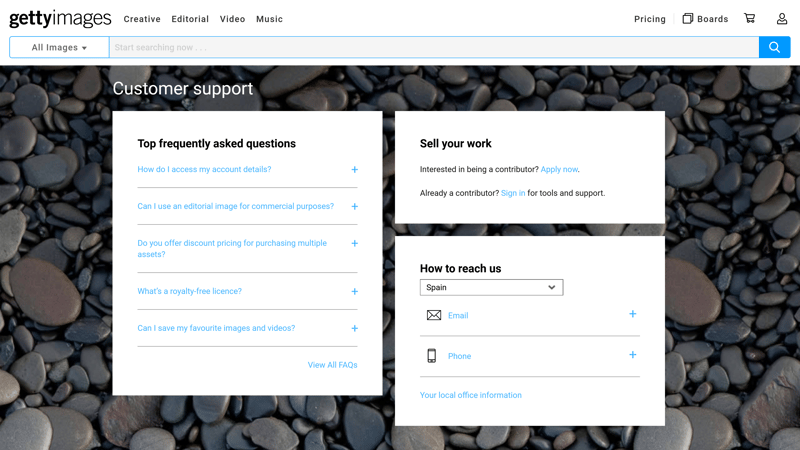 gettyimages Creative Editorial Video Music Pricing Boards
All Images Start searching now . . .
Customer support
Top frequently asked questions
How do I access my account details? +
Can I use an editorial image for commercial purposes? +
Do you offer discount pricing for purchasing multiple +
assets?
What's a royalty-free licence? +
Can I save my favourite images and videos? +
View All FAQs
Sell your work
Interested in being a contributor? Apply now.
Already a contributor? Sign in for tools and support.
How to reach us
Spain
Email +
Phone +
Your local office information